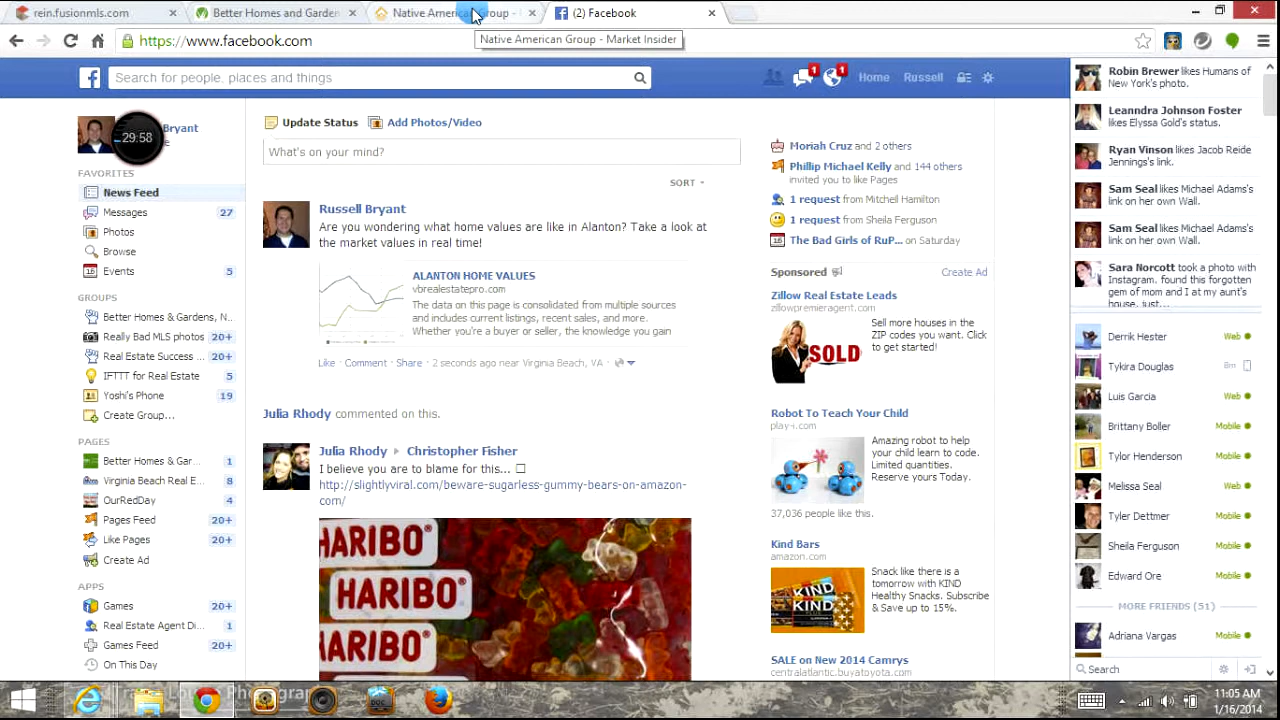 rein.fusionmls.com
Better Homes and Garden
Native American Group -
(2) Facebook
https://www.facebook.com
Native American Group - Market Insider
Search for people, places and things
1
1
Home
Russell
29:58
Bryant
FAVORITES
News Feed
Messages 27
Photos
Browse
Events 5
GROUPS
Better Homes & Gardens, N...
Really Bad MLS photos 20+
Real Estate Success ... 20+
IFTTT for Real Estate 5
Yoshi's Phone 19
Create Group...
PAGES
Better Homes & Gar... 1
Virginia Beach Real E... 8
OurRedDay 4
Pages Feed 20+
Like Pages 20+
Create Ad
APPS
Games 20+
Real Estate Agent Di... 1
Games Feed 20+
On This Day
Update Status Add Photos/Video
What's on your mind?
SORT
Russell Bryant
Are you wondering what home values are like in Alanton? Take a look at
the market values in real time!
ALANTON HOME VALUES
vbrealestatepro.com
The data on this page is consolidated from multiple sources
and includes current listings, recent sales, and more.
Whether you're a buyer or seller, the knowledge you gain
Like · Comment · Share · 2 seconds ago near Virginia Beach, VA ·
Julia Rhody commented on this.
Julia Rhody ▸ Christopher Fisher
I believe you are to blame for this... □
http://slightlyviral.com/beware-sugarless-gummy-bears-on-amazon-
com/
HARIBO®
HARIBO®
HARIBO®
Moriah Cruz and 2 others
Phillip Michael Kelly and 144 others
invited you to like Pages
1 request from Mitchell Hamilton
1 request from Sheila Ferguson
The Bad Girls of RuP... on Saturday
Sponsored Create Ad
Zillow Real Estate Leads
zillowpremieragent.com
Sell more houses in the
ZIP codes you want. Click
to get started!
SOLD
Robot To Teach Your Child
play-i.com
Amazing robot to help
your child learn to code.
Limited quantities.
Reserve yours Today.
37,036 people like this.
Kind Bars
amazon.com
Snack like there is a
tomorrow with KIND
Healthy Snacks. Subscribe
& Save up to 15%.
KIND
KIND
SALE on New 2014 Camrys
centralatlantic.buyatoyota.com
Robin Brewer likes Humans of
New York's photo.
Leanndra Johnson Foster
likes Elyssa Gold's status.
Ryan Vinson likes Jacob Reide
Jennings's link.
Sam Seal likes Michael Adams's
link on her own Wall.
Sam Seal likes Michael Adams's
link on her own Wall.
Sara Norcott took a photo with
Instagram. found this forgotten
gem of mom and I at my aunt's
house, just...
Derrik Hester Web
Tykira Douglas 8m
Luis Garcia Web
Brittany Boller Mobile
Tylor Henderson Mobile
Melissa Seal Web
Tyler Dettmer Mobile
Sheila Ferguson Mobile
Edward Ore Mobile
MORE FRIENDS (51)
Adriana Vargas Mobile
Search
11:05 AM
1/16/2014